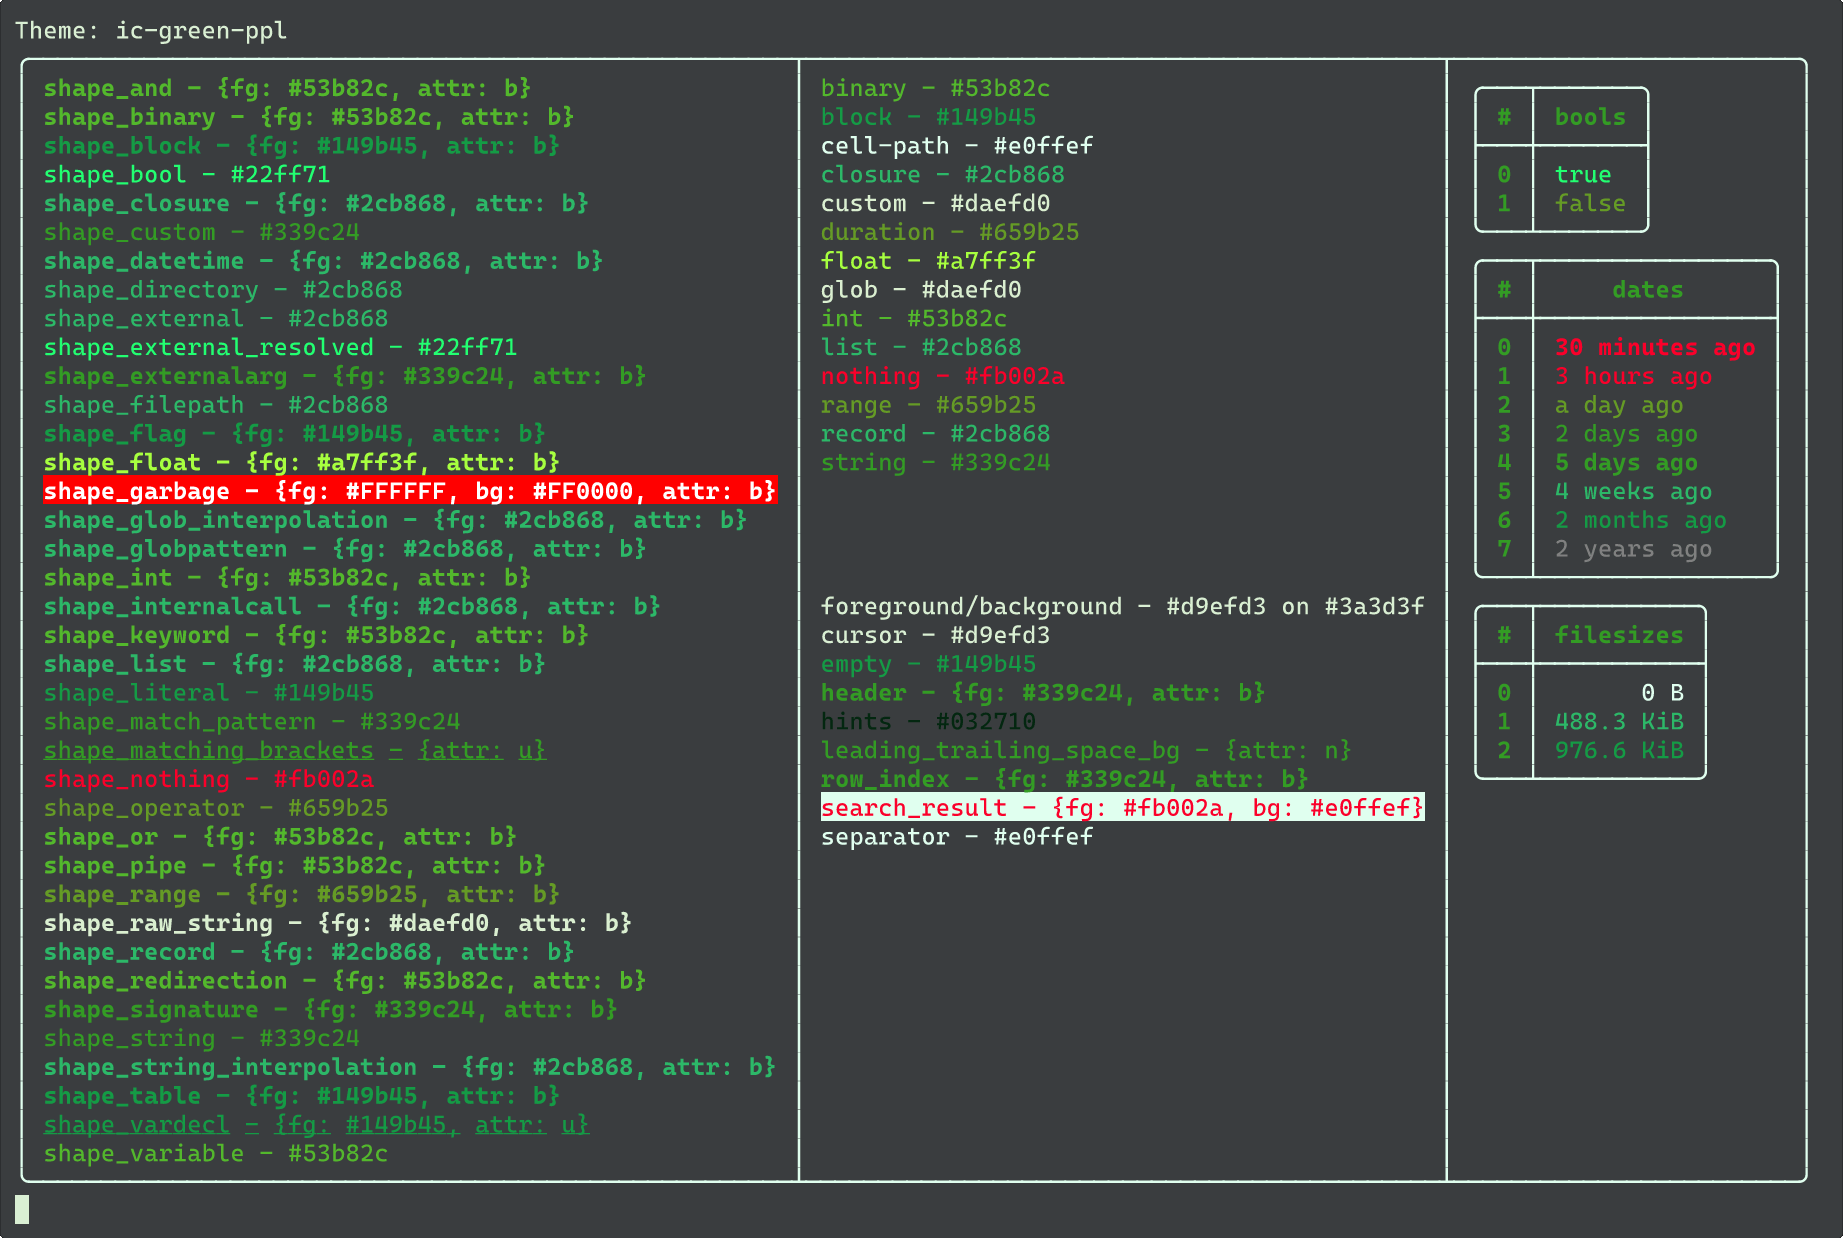 Theme: ic-green-ppl
shape_and - {fg: #53b82c, attr: b}
shape_binary - {fg: #53b82c, attr: b}
shape_block - {fg: #149b45, attr: b}
shape_bool - #22ff71
shape_closure - {fg: #2cb868, attr: b}
shape_custom - #339c24
shape_datetime - {fg: #2cb868, attr: b}
shape_directory - #2cb868
shape_external - #2cb868
shape_external_resolved - #22ff71
shape_externalarg - {fg: #339c24, attr: b}
shape_filepath - #2cb868
shape_flag - {fg: #149b45, attr: b}
shape_float - {fg: #a7ff3f, attr: b}
shape_garbage - {fg: #FFFFFF, bg: #FF0000, attr: b}
shape_glob_interpolation - {fg: #2cb868, attr: b}
shape_globpattern - {fg: #2cb868, attr: b}
shape_int - {fg: #53b82c, attr: b}
shape_internalcall - {fg: #2cb868, attr: b}
shape_keyword - {fg: #53b82c, attr: b}
shape_list - {fg: #2cb868, attr: b}
shape_literal - #149b45
shape_match_pattern - #339c24
shape_matching_brackets - {attr: u}
shape_nothing - #fb002a
shape_operator - #659b25
shape_or - {fg: #53b82c, attr: b}
shape_pipe - {fg: #53b82c, attr: b}
shape_range - {fg: #659b25, attr: b}
shape_raw_string - {fg: #daefd0, attr: b}
shape_record - {fg: #2cb868, attr: b}
shape_redirection - {fg: #53b82c, attr: b}
shape_signature - {fg: #339c24, attr: b}
shape_string - #339c24
shape_string_interpolation - {fg: #2cb868, attr: b}
shape_table - {fg: #149b45, attr: b}
shape_vardecl - {fg: #149b45, attr: u}
shape_variable - #53b82c
binary - #53b82c
block - #149b45
cell-path - #e0ffef
closure - #2cb868
custom - #daefd0
duration - #659b25
float - #a7ff3f
glob - #daefd0
int - #53b82c
list - #2cb868
nothing - #fb002a
range - #659b25
record - #2cb868
string - #339c24
foreground/background - #d9efd3 on #3a3d3f
cursor - #d9efd3
empty - #149b45
header - {fg: #339c24, attr: b}
hints - #032710
leading_trailing_space_bg - {attr: n}
row_index - {fg: #339c24, attr: b}
search_result - {fg: #fb002a, bg: #e0ffef}
separator - #e0ffef
# bools
0 true
1 false
# dates
0 30 minutes ago
1 3 hours ago
2 a day ago
3 2 days ago
4 5 days ago
5 4 weeks ago
6 2 months ago
7 2 years ago
# filesizes
0 0 B
1 488.3 KiB
2 976.6 KiB